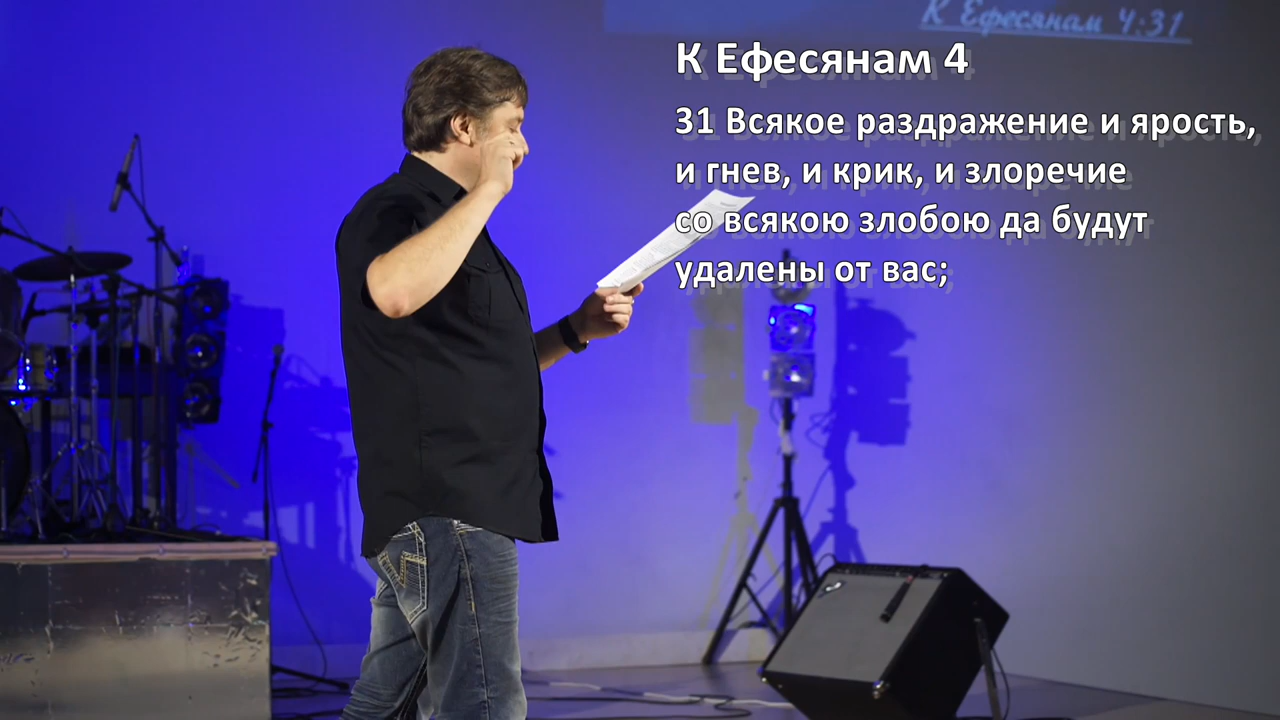 К Ефесянам 4:31
К Ефесянам 4
31 Всякое раздражение и ярость,
и гнев, и крик, и злоречие
со всякою злобою да будут
удалены от вас;